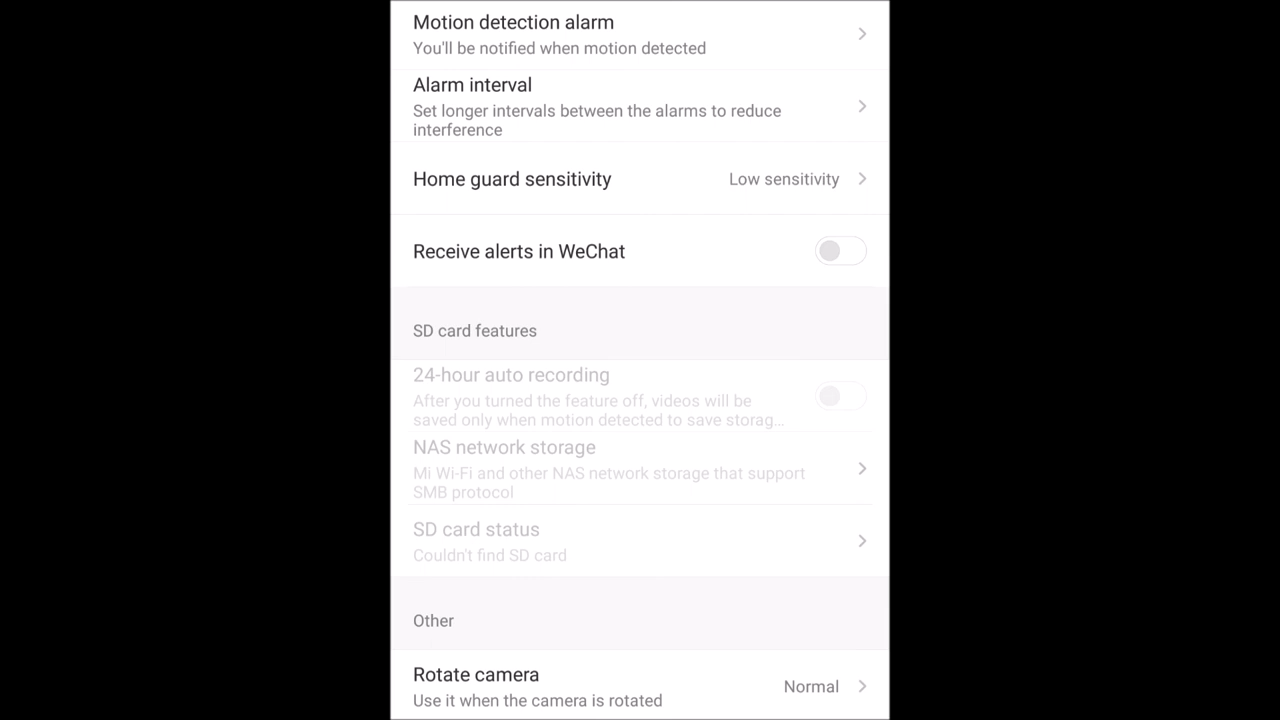 Motion detection alarm
You'll be notified when motion detected
Alarm interval
Set longer intervals between the alarms to reduce
interference
Home guard sensitivity
Low sensitivity
Receive alerts in WeChat
SD card features
24-hour auto recording
After you turned the feature off, videos will be
saved only when motion detected to save storag...
NAS network storage
Mi Wi-Fi and other NAS network storage that support
SMB protocol
SD card status
Couldn't find SD card
Other
Rotate camera
Normal
Use it when the camera is rotated